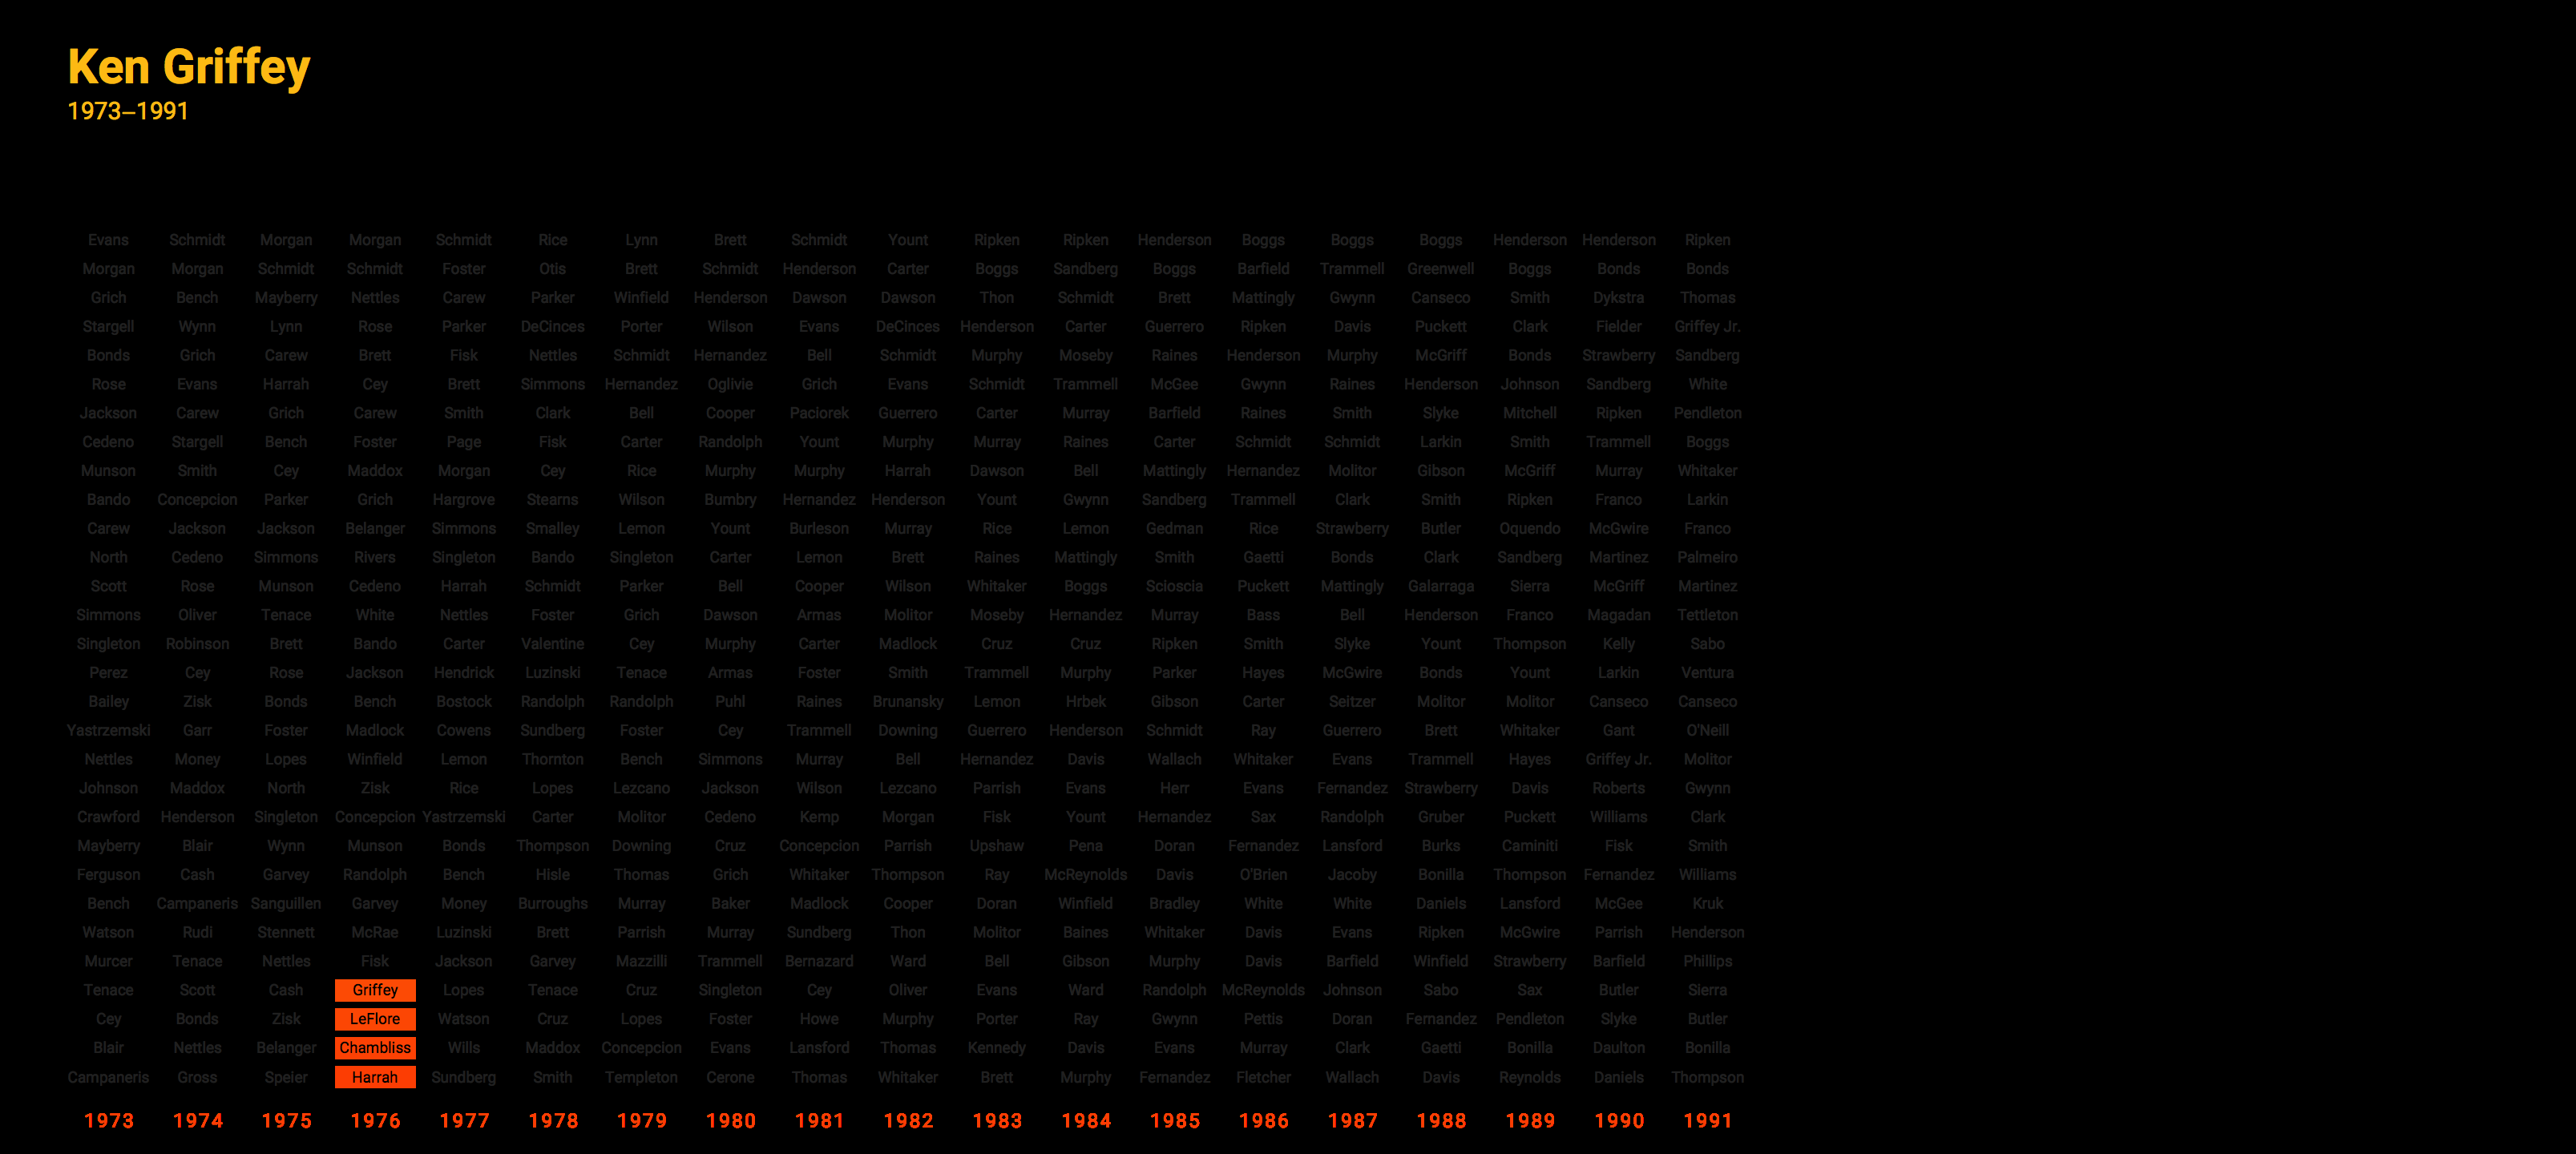 Ken Griffey
1973–1991
Evans Schmidt Morgan Morgan Schmidt Rice Lynn Brett Schmidt Yount Ripken Ripken Henderson Boggs Boggs Boggs Henderson Henderson Ripken
Morgan Morgan Schmidt Schmidt Foster Otis Brett Schmidt Henderson Carter Boggs Sandberg Boggs Barfield Trammell Greenwell Boggs Bonds Bonds
Grich Bench Mayberry Nettles Carew Parker Winfield Henderson Dawson Dawson Thon Schmidt Brett Mattingly Gwynn Canseco Smith Dykstra Thomas
Stargell Wynn Lynn Rose Parker DeCinces Porter Wilson Evans DeCinces Henderson Carter Guerrero Ripken Davis Puckett Clark Fielder Griffey Jr.
Bonds Grich Carew Brett Fisk Nettles Schmidt Hernandez Bell Schmidt Murphy Moseby Raines Henderson Murphy McGriff Bonds Strawberry Sandberg
Rose Evans Harrah Cey Brett Simmons Hernandez Oglivie Grich Evans Schmidt Trammell McGee Gwynn Raines Henderson Johnson Sandberg White
Jackson Carew Grich Carew Smith Clark Bell Cooper Paciorek Guerrero Carter Murray Barfield Raines Smith Slyke Mitchell Ripken Pendleton
Cedeno Stargell Bench Foster Page Fisk Carter Randolph Yount Murphy Murray Raines Carter Schmidt Schmidt Larkin Smith Trammell Boggs
Munson Smith Cey Maddox Morgan Cey Rice Murphy Murphy Harrah Dawson Bell Mattingly Hernandez Molitor Gibson McGriff Murray Whitaker
Bando Concepcion Parker Grich Hargrove Stearns Wilson Bumbry Hernandez Henderson Yount Gwynn Sandberg Trammell Clark Smith Ripken Franco Larkin
Carew Jackson Jackson Belanger Simmons Smalley Lemon Yount Burleson Murray Rice Lemon Gedman Rice Strawberry Butler Oquendo McGwire Franco
North Cedeno Simmons Rivers Singleton Bando Singleton Carter Lemon Brett Raines Mattingly Smith Gaetti Bonds Clark Sandberg Martinez Palmeiro
Scott Rose Munson Cedeno Harrah Schmidt Parker Bell Cooper Wilson Whitaker Boggs Scioscia Puckett Mattingly Galarraga Sierra McGriff Martinez
Simmons Oliver Tenace White Nettles Foster Grich Dawson Armas Molitor Moseby Hernandez Murray Bass Bell Henderson Franco Magadan Tettleton
Singleton Robinson Brett Bando Carter Valentine Cey Murphy Carter Madlock Cruz Cruz Ripken Smith Slyke Yount Thompson Kelly Sabo
Perez Cey Rose Jackson Hendrick Luzinski Tenace Armas Foster Smith Trammell Murphy Parker Hayes McGwire Bonds Yount Larkin Ventura
Bailey Zisk Bonds Bench Bostock Randolph Randolph Puhl Raines Brunansky Lemon Hrbek Gibson Carter Seitzer Molitor Molitor Canseco Canseco
Yastrzemski Garr Foster Madlock Cowens Sundberg Foster Cey Trammell Downing Guerrero Henderson Schmidt Ray Guerrero Brett Whitaker Gant O'Neill
Nettles Money Lopes Winfield Lemon Thornton Bench Simmons Murray Bell Hernandez Davis Wallach Whitaker Evans Trammell Hayes Griffey Jr. Molitor
Johnson Maddox North Zisk Rice Lopes Lezcano Jackson Wilson Lezcano Parrish Evans Herr Evans Fernandez Strawberry Davis Roberts Gwynn
Crawford Henderson Singleton Concepcion Yastrzemski Carter Molitor Cedeno Kemp Morgan Fisk Yount Hernandez Sax Randolph Gruber Puckett Williams Clark
Mayberry Blair Wynn Munson Bonds Thompson Downing Cruz Concepcion Parrish Upshaw Pena Doran Fernandez Lansford Burks Caminiti Fisk Smith
Ferguson Cash Garvey Randolph Bench Hisle Thomas Grich Whitaker Thompson Ray McReynolds Davis O'Brien Jacoby Bonilla Thompson Fernandez Williams
Bench Campaneris Sanguillen Garvey Money Burroughs Murray Baker Madlock Cooper Doran Winfield Bradley White White Daniels Lansford McGee Kruk
Watson Rudi Stennett McRae Luzinski Brett Parrish Murray Sundberg Thon Molitor Baines Whitaker Davis Evans Ripken McGwire Parrish Henderson
Murcer Tenace Nettles Fisk Jackson Garvey Mazzilli Trammell Bernazard Ward Bell Gibson Murphy Davis Barfield Winfield Strawberry Barfield Phillips
Tenace Scott Cash Griffey Lopes Tenace Cruz Singleton Cey Oliver Evans Ward Randolph McReynolds Johnson Sabo Sax Butler Sierra
Cey Bonds Zisk LeFlore Watson Cruz Lopes Foster Howe Murphy Porter Ray Gwynn Pettis Doran Fernandez Pendleton Slyke Butler
Blair Nettles Belanger Chambliss Wills Maddox Concepcion Evans Lansford Thomas Kennedy Davis Evans Murray Clark Gaetti Bonilla Daulton Bonilla
Campaneris Gross Speier Harrah Sundberg Smith Templeton Cerone Thomas Whitaker Brett Murphy Fernandez Fletcher Wallach Davis Reynolds Daniels Thompson
1973 1974 1975 1976 1977 1978 1979 1980 1981 1982 1983 1984 1985 1986 1987 1988 1989 1990 1991